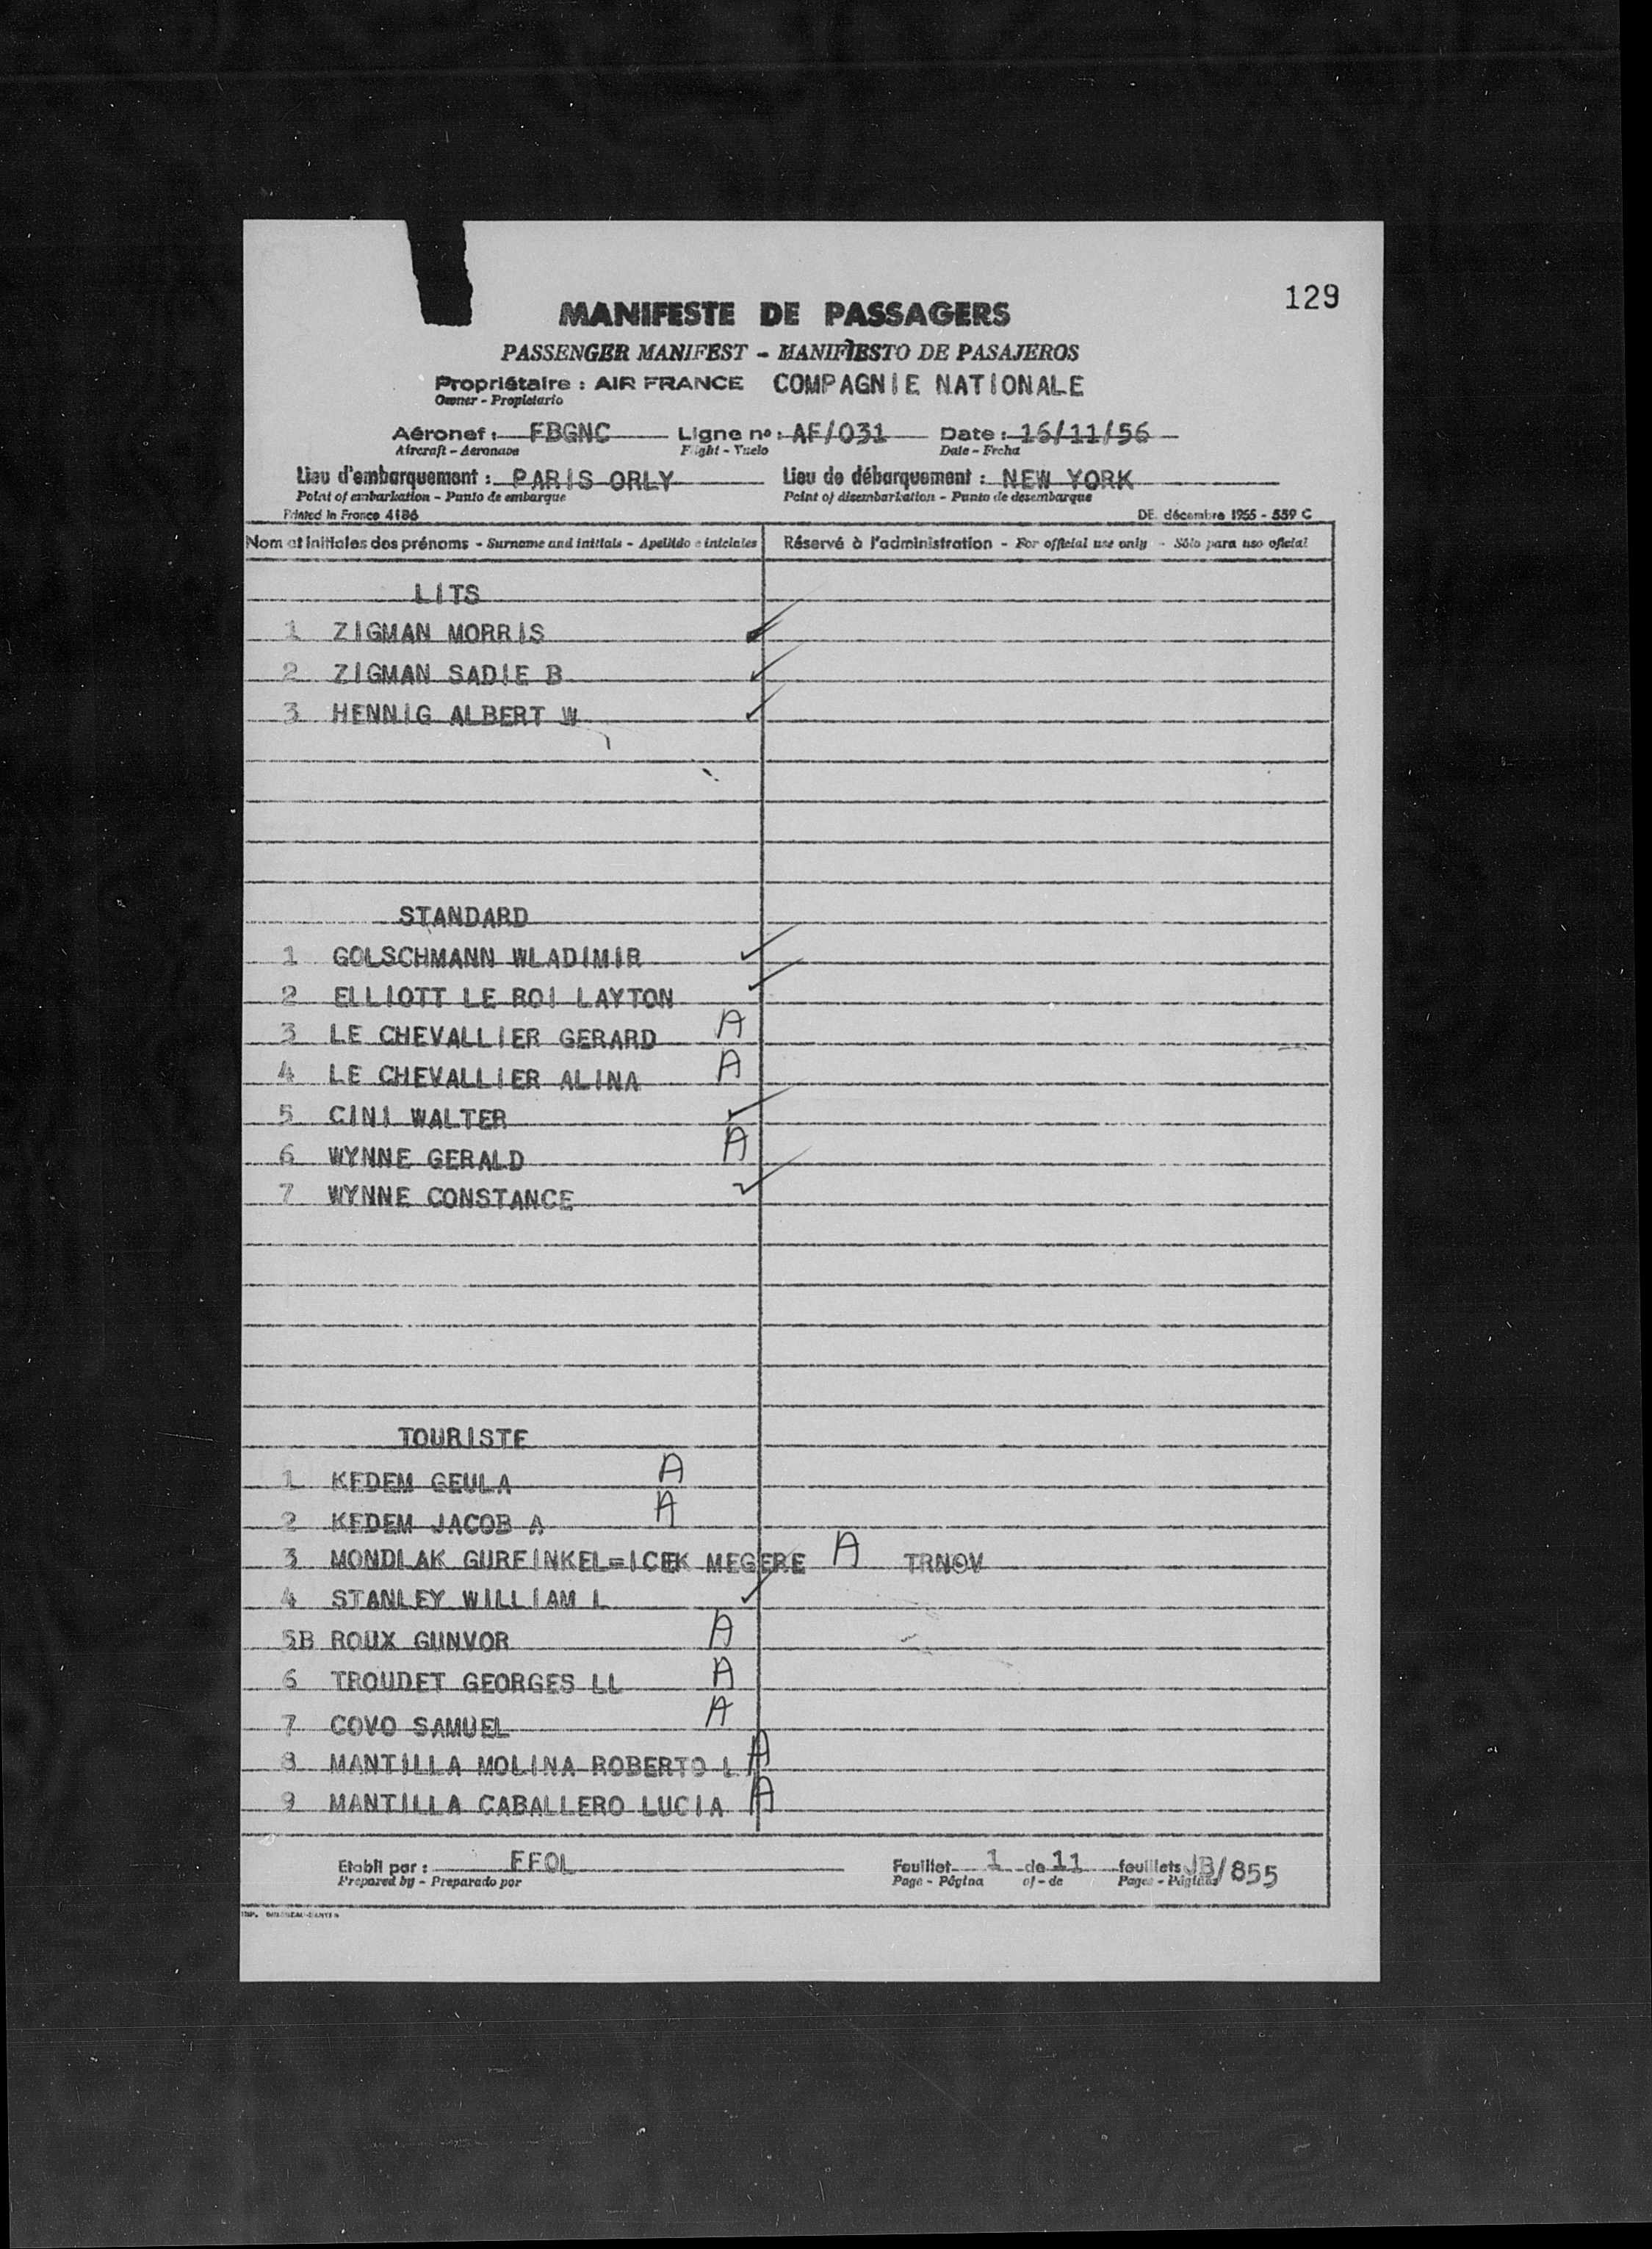 129
MANIFESTE DE PASSAGERS
PASSENGER MANIFEST - MANIFIESTO DE PASAJEROS
Propriétaire : AIR FRANCE COMPAGNIE NATIONALE
Owner - Propietario
Aéronef : FBGNC Ligne nº : AF/031 Date : 16/11/56
Aircraft - Aeronave Flight - Vuelo Date - Frcha
Lieu d'embarquement : PARIS ORLY Lieu de débarquement : NEW YORK
Point of embarkation - Punto de embarque Point of disembarkation - Punto de desembarque
Printed in France 4186 DE. décembre 1955 - 559 C
Nom et initiales des prénoms - Surname and initials - Apellido e iniciales Réservé à l'administration - For official use only - Sólo para uso oficial
LITS
1 ZIGMAN MORRIS
2 ZIGMAN SADIE B
3 HENNIG ALBERT W
STANDARD
1 GOLSCHMANN WLADIMIR
2 ELLIOTT LE ROI LAYTON
3 LE CHEVALLIER GERARD A
4 LE CHEVALLIER ALINA A
5 CINI WALTER
6 WYNNE GERALD A
7 WYNNE CONSTANCE
TOURISTE
1 KEDEM GEULA A
2 KEDEM JACOB A A
3 MONDLAK GURFINKEL=ICEK MEGERE A TRNOV
4 STANLEY WILLIAM L
5B ROUX GUNVOR A
6 TROUDET GEORGES LL A
7 COVO SAMUEL A
8 MANTILLA MOLINA ROBERTO L A
9 MANTILLA CABALLERO LUCIA A
Etabli par : FFOL Feuillet 1 de 11 feuillets JB/855
Prepared by - Preparado por Page - Página of - de Pages - Páginas